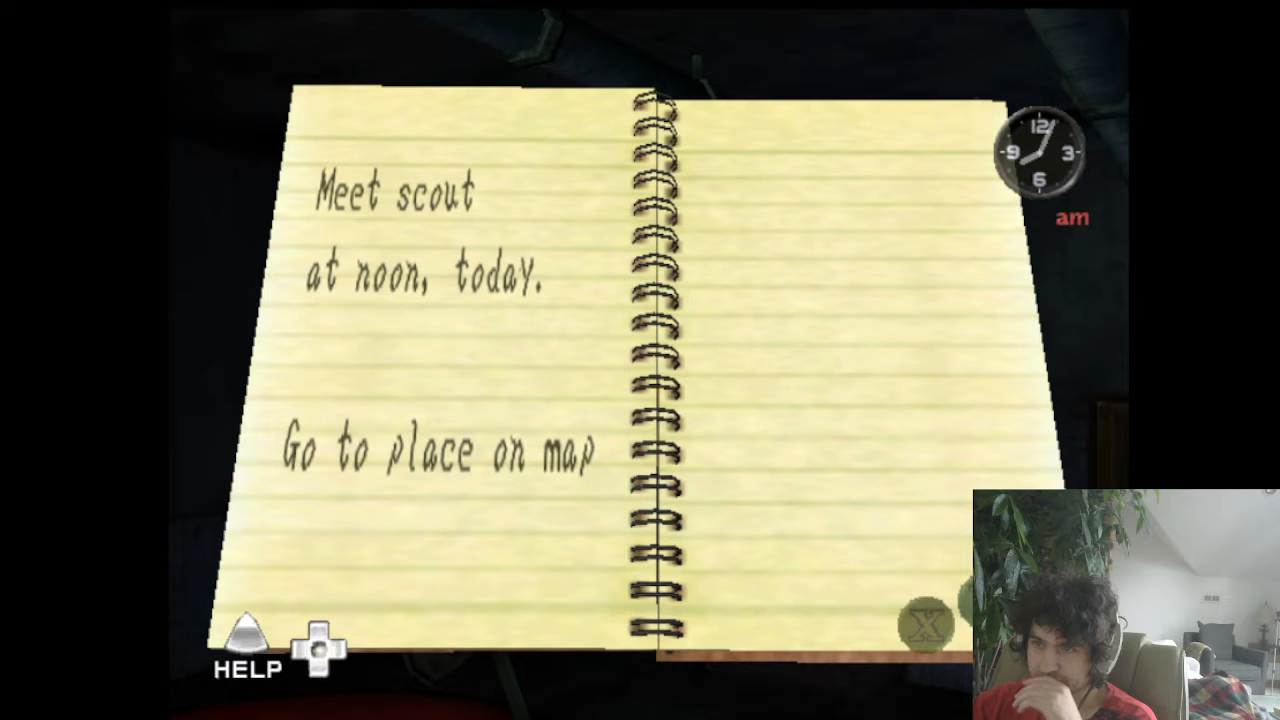 Meet scout
at noon, today.
Go to place on map
12
9
3
6
am
X
HELP